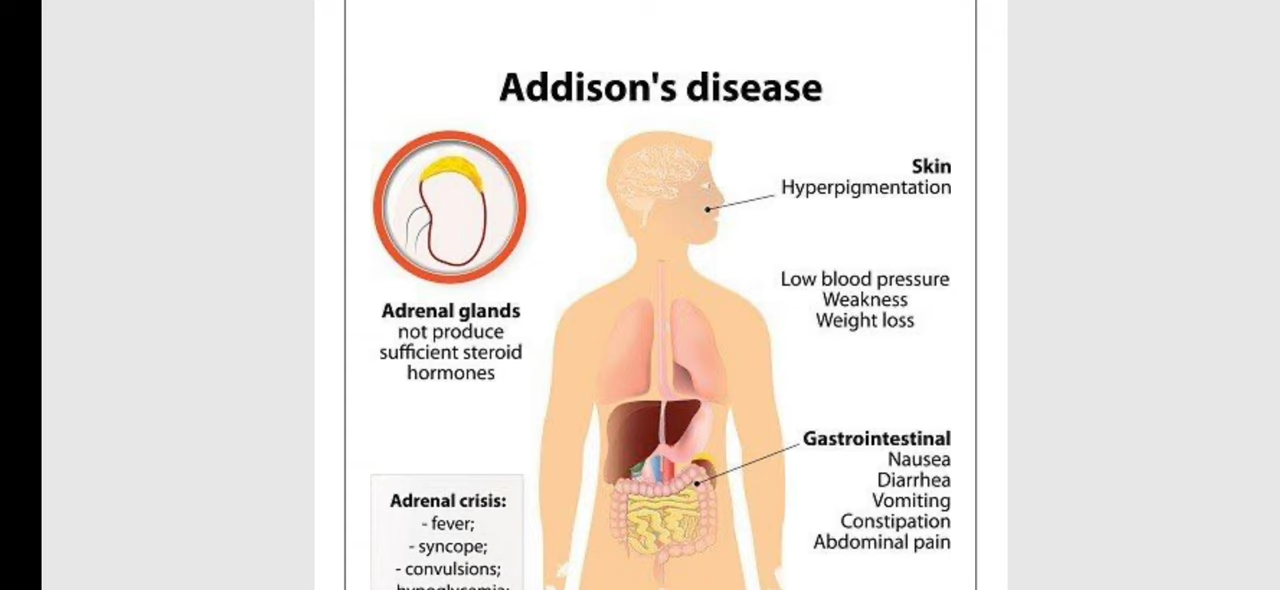 Addison's disease
Skin
Hyperpigmentation
Low blood pressure
Weakness
Weight loss
Adrenal glands
not produce
sufficient steroid
hormones
Gastrointestinal
Nausea
Diarrhea
Vomiting
Constipation
Abdominal pain
Adrenal crisis:
- fever;
- syncope;
- convulsions;